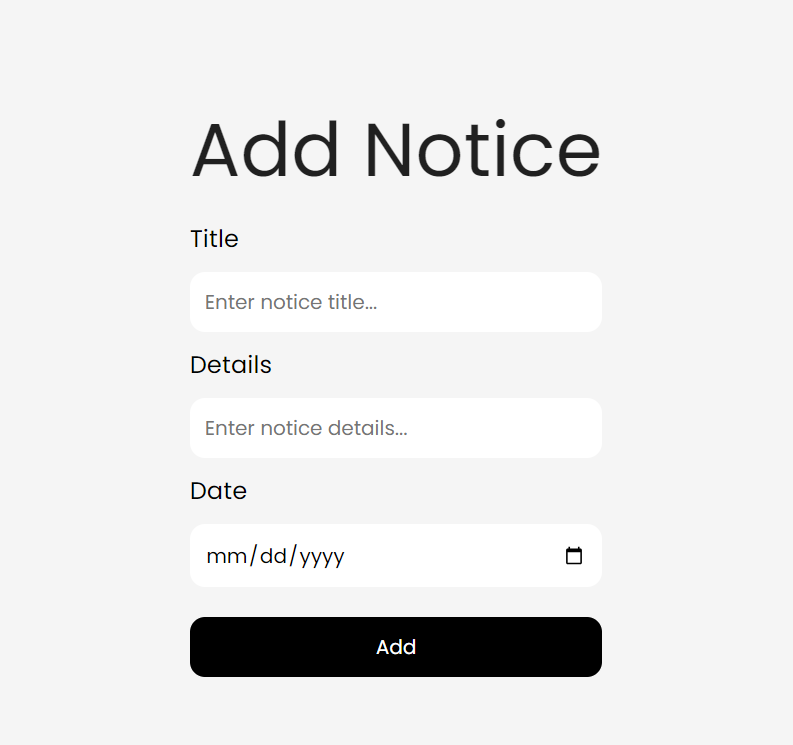 Add Notice
Title
Enter notice title...
Details
Enter notice details...
Date
mm/dd/yyyy
Add